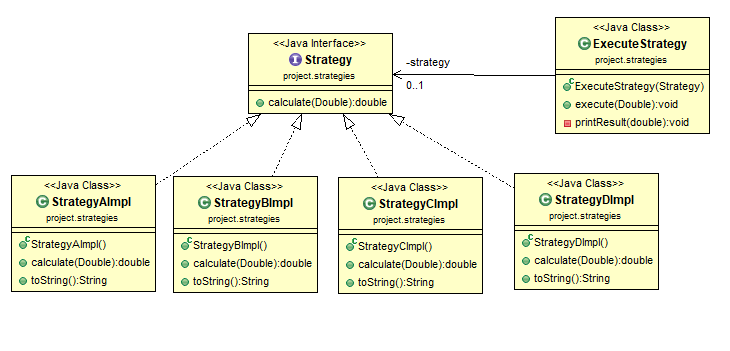 <<Java Interface>>
Strategy
project.strategies
calculate(Double):double
-strategy
0..1
<<Java Class>>
ExecuteStrategy
project.strategies
ExecuteStrategy(Strategy)
execute(Double):void
printResult(double):void
<<Java Class>>
StrategyAImpl
project.strategies
StrategyAImpl()
calculate(Double):double
toString():String
<<Java Class>>
StrategyBImpl
project.strategies
StrategyBImpl()
calculate(Double):double
toString():String
<<Java Class>>
StrategyCImpl
project.strategies
StrategyCImpl()
calculate(Double):double
toString():String
<<Java Class>>
StrategyDImpl
project.strategies
StrategyDImpl()
calculate(Double):double
toString():String